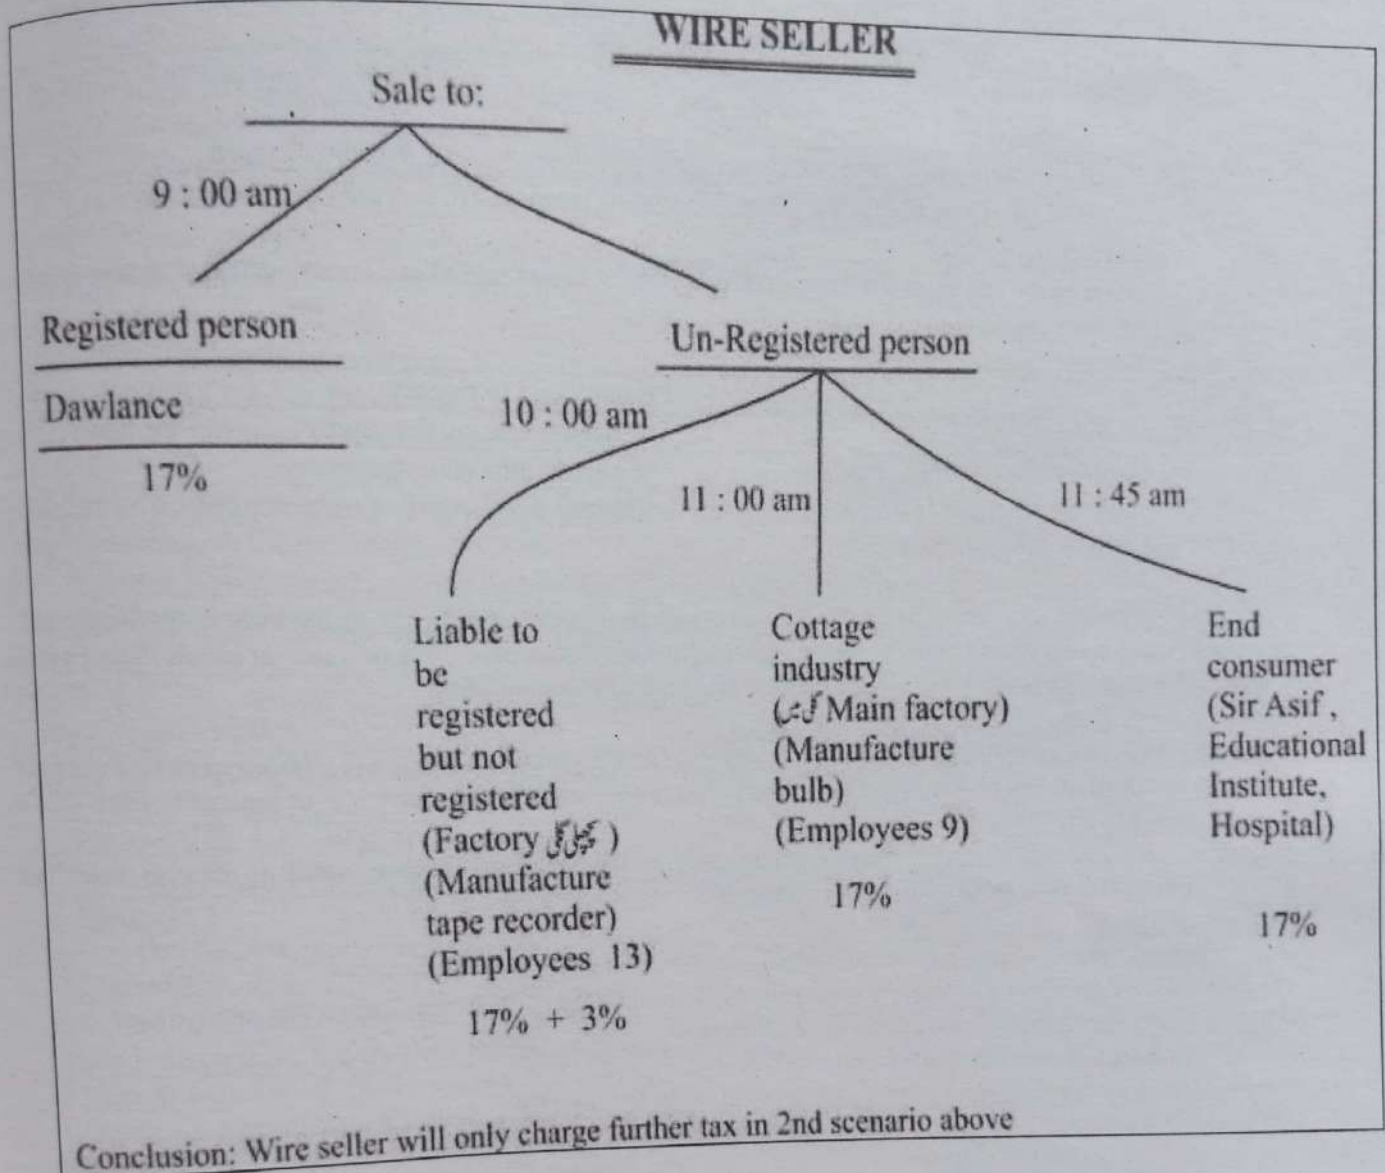 WIRE SELLER
Sale to:
9 : 00 am
Registered person
Dawlance
17%
Un-Registered person
10 : 00 am
11 : 00 am
11 : 45 am
Liable to
be
registered
but not
registered
(Factory پچھلی گلی )
(Manufacture
tape recorder)
(Employees 13)
17% + 3%
Cottage
industry
(Main factory)
(Manufacture
bulb)
(Employees 9)
17%
End
consumer
(Sir Asif ,
Educational
Institute,
Hospital)
17%
Conclusion: Wire seller will only charge further tax in 2nd scenario above